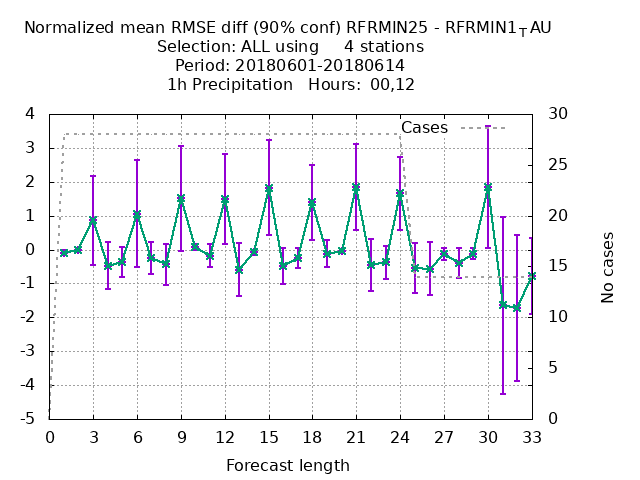 Normalized mean RMSE diff (90% conf) RFRMIN25 - RFRMIN1TAU
Selection: ALL using 4 stations
Period: 20180601-20180614
1h Precipitation Hours: 00,12
Cases
4
3
2
1
0
-1
-2
-3
-4
-5
30
25
20
15
10
5
0
No cases
0 3 6 9 12 15 18 21 24 27 30 33
Forecast length